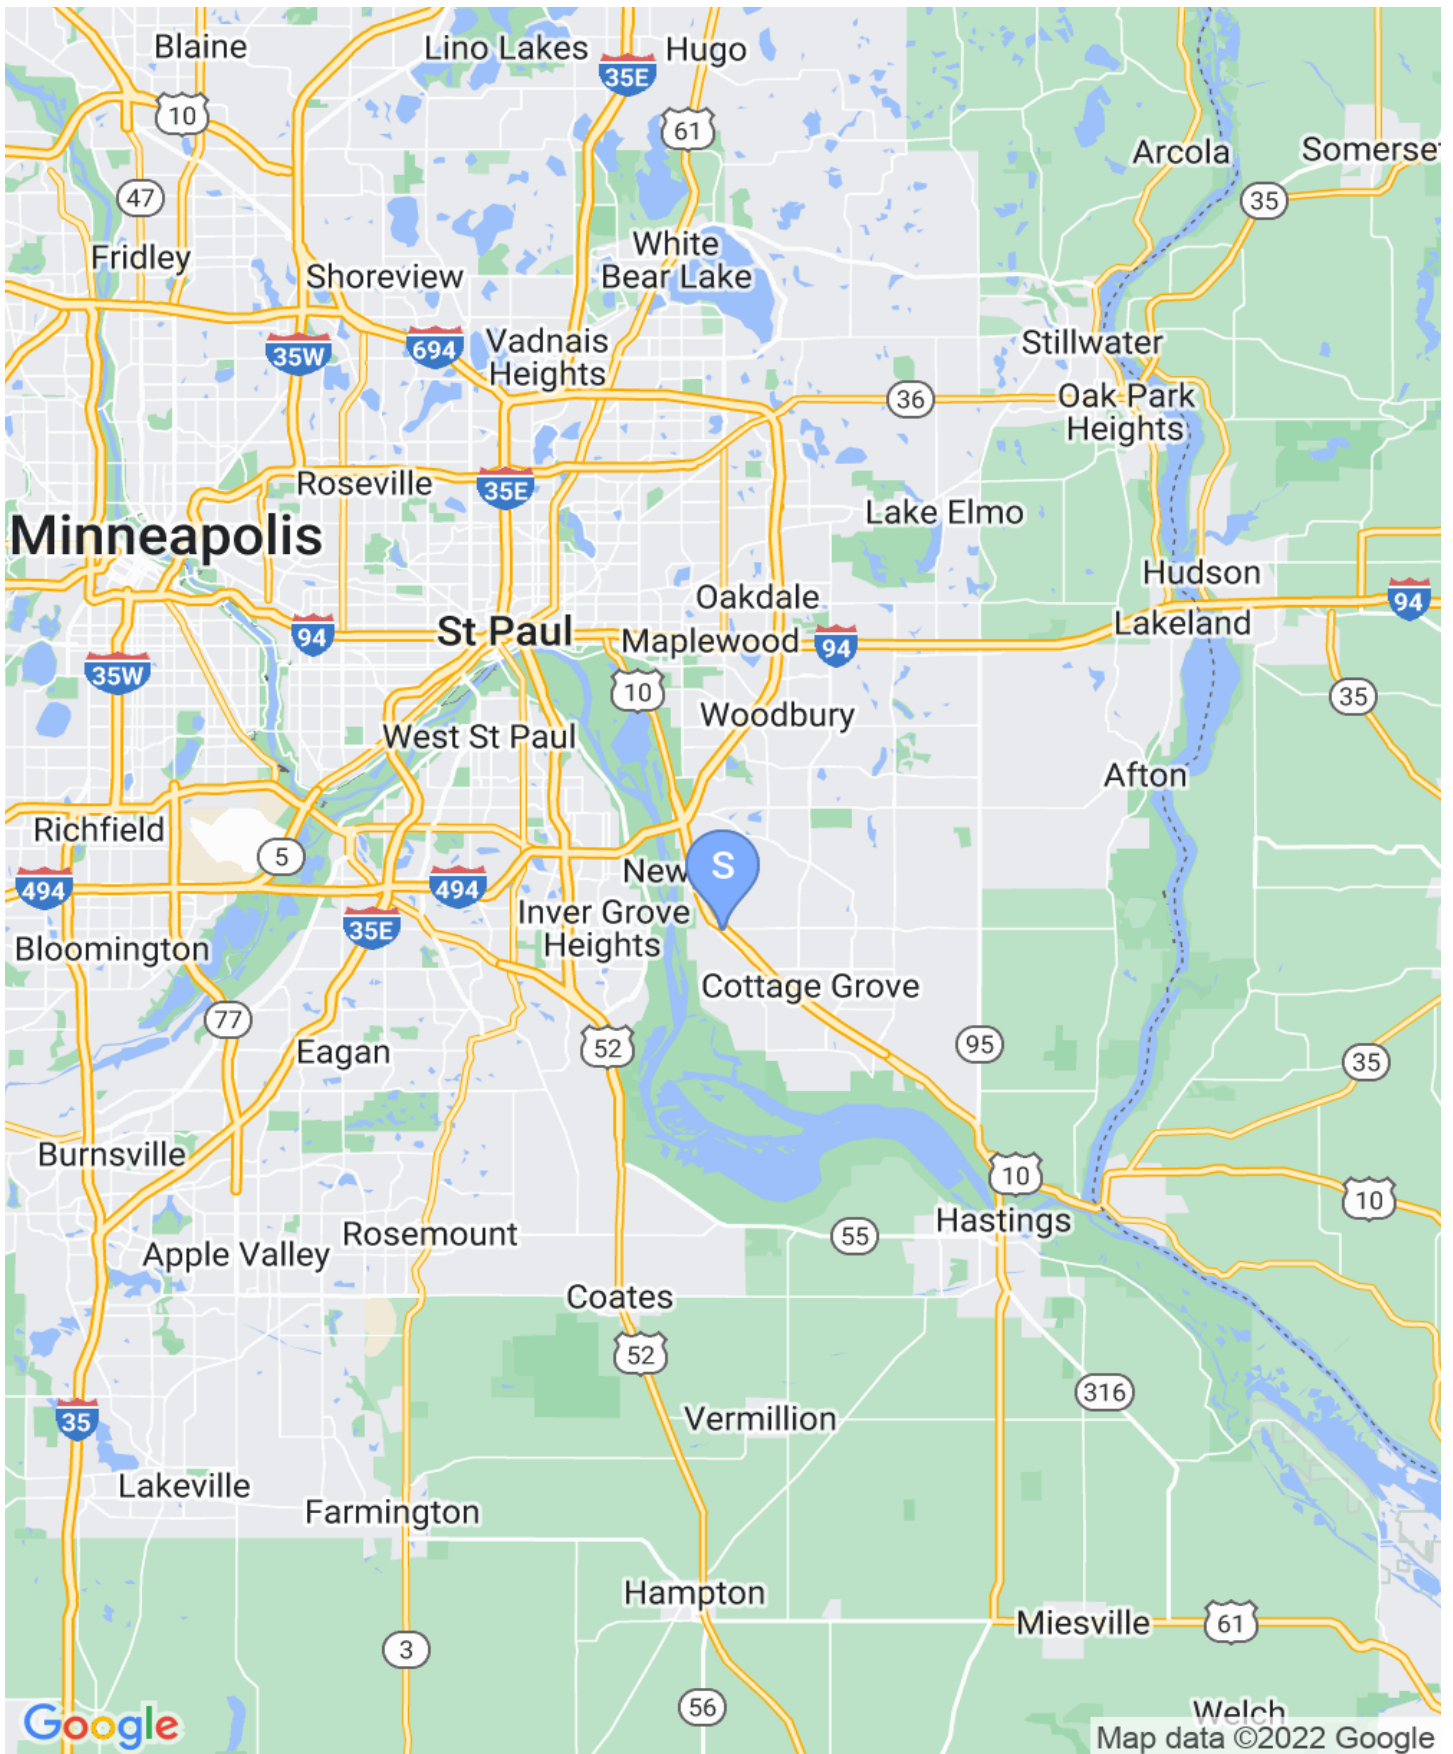 Blaine
Lino Lakes
Hugo
35E
10
61
Arcola
Somerset
47
35
Fridley
White
Bear Lake
Shoreview
35W
694
Vadnais
Heights
Stillwater
36
Oak Park
Heights
Roseville
35E
Lake Elmo
Minneapolis
Hudson
Oakdale
94
Lakeland
94
St Paul
Maplewood
94
35W
10
35
Woodbury
West St Paul
Afton
Richfield
5
S
New
494
494
Inver Grove
Heights
35E
Bloomington
Cottage Grove
77
52
95
Eagan
35
Burnsville
10
10
Hastings
Rosemount
55
Apple Valley
Coates
52
316
35
Vermillion
Lakeville
Farmington
Hampton
Miesville
61
3
56
Welch
Google
Map data ©2022 Google